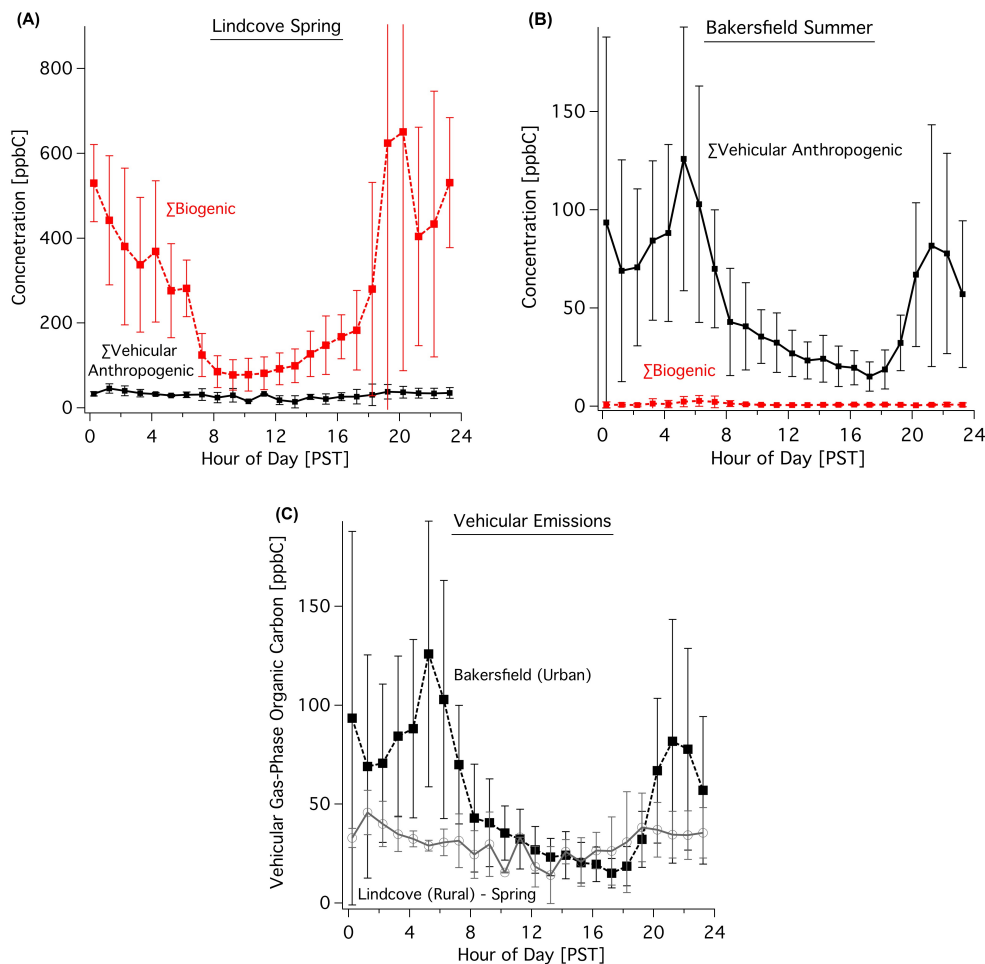 (A)
Lindcove Spring
Concnetration [ppbC]
800
600
400
200
0
∑Biogenic
∑Vehicular
Anthropogenic
0 4 8 12 16 20 24
Hour of Day [PST]
(B)
Bakersfield Summer
Concentration [ppbC]
150
100
50
0
∑Vehicular Anthropogenic
∑Biogenic
0 4 8 12 16 20 24
Hour of Day [PST]
(C)
Vehicular Emissions
Vehicular Gas-Phase Organic Carbon [ppbC]
150
100
50
0
Bakersfield (Urban)
Lindcove (Rural) - Spring
0 4 8 12 16 20 24
Hour of Day [PST]